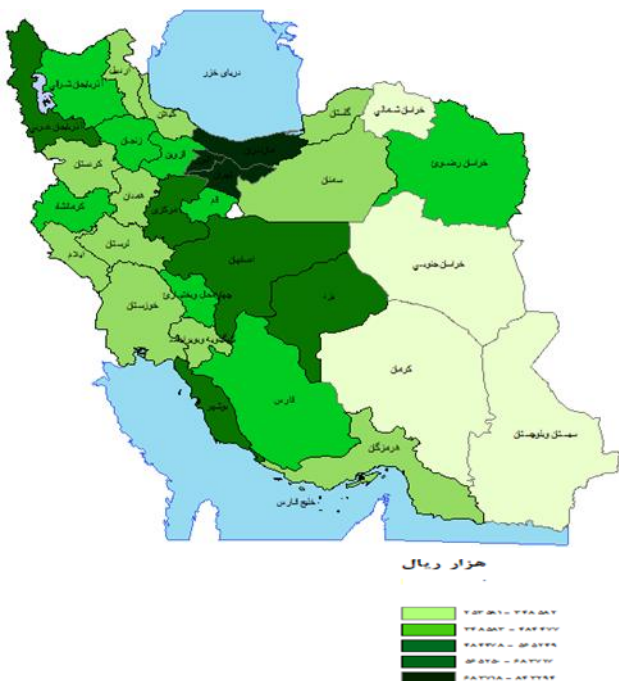 دریای خزر
آذربایجان شرقی
اردبیل
گیلان
گلستان
خراسان شمالی
آذربایجان غربی
زنجان
قزوین
مازندران
تهران
خراسان رضوی
سمنان
کردستان
همدان
مرکزی
قم
کرمانشاه
لرستان
ایلام
اصفهان
خراسان جنوبی
یزد
خوزستان
چهارمحال وبختیاری
کرمان
فارس
بوشهر
سیستان وبلوچستان
هرمزگان
خلیج فارس
هزار ریال